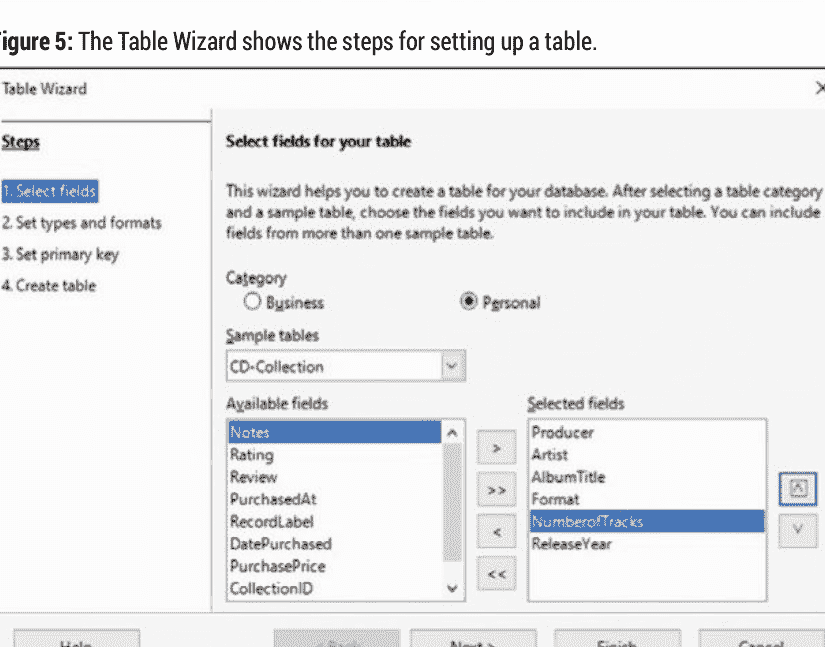 igure 5: The Table Wizard shows the steps for setting up a table.
Table Wizard
Steps
1. Select fields
2. Set types and formats
3. Set primary key
4. Create table
Select fields for your table
This wizard helps you to create a table for your database. After selecting a table category
and a sample table, choose the fields you want to include in your table. You can include
fields from more than one sample table.
Category
Business
Personal
Sample tables
CD-Collection
Available fields
Notes
Rating
Review
PurchasedAt
RecordLabel
DatePurchased
PurchasePrice
CollectionID
>
>>
<
<<
Selected fields
Producer
Artist
AlbumTitle
Format
NumberofTracks
ReleaseYear
Help
< Back
Next >
Finish
Cancel